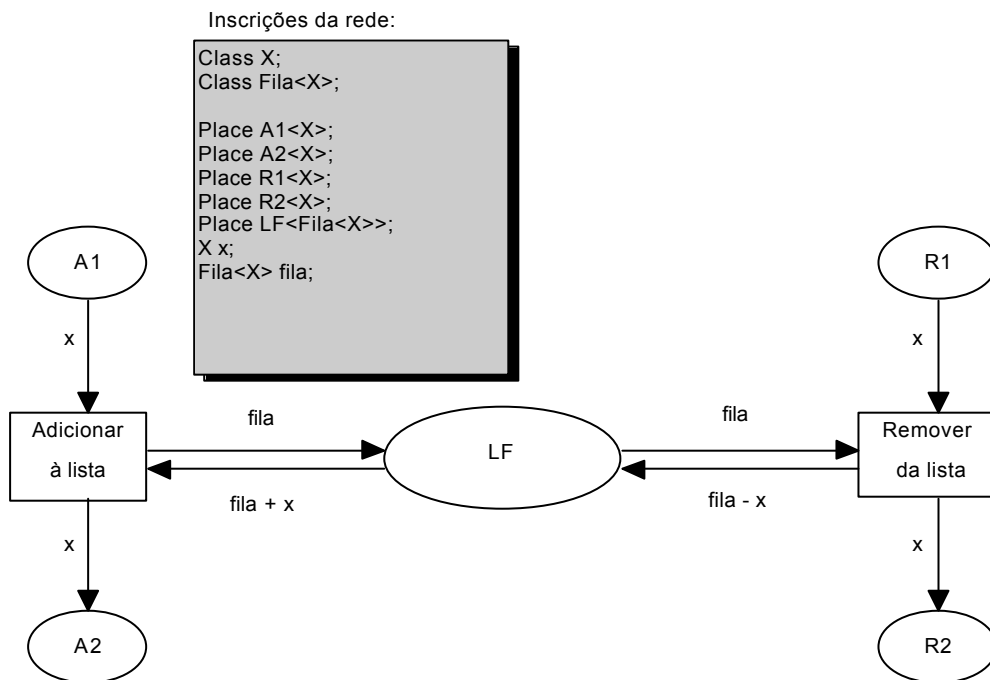 Inscrições da rede:
Class X;
Class Fila<X>;
Place A1<X>;
Place A2<X>;
Place R1<X>;
Place R2<X>;
Place LF<Fila<X>>;
X x;
Fila<X> fila;
A1
R1
x
x
Adicionar
à lista
fila
fila + x
LF
fila
fila - x
Remover
da lista
x
x
A2
R2